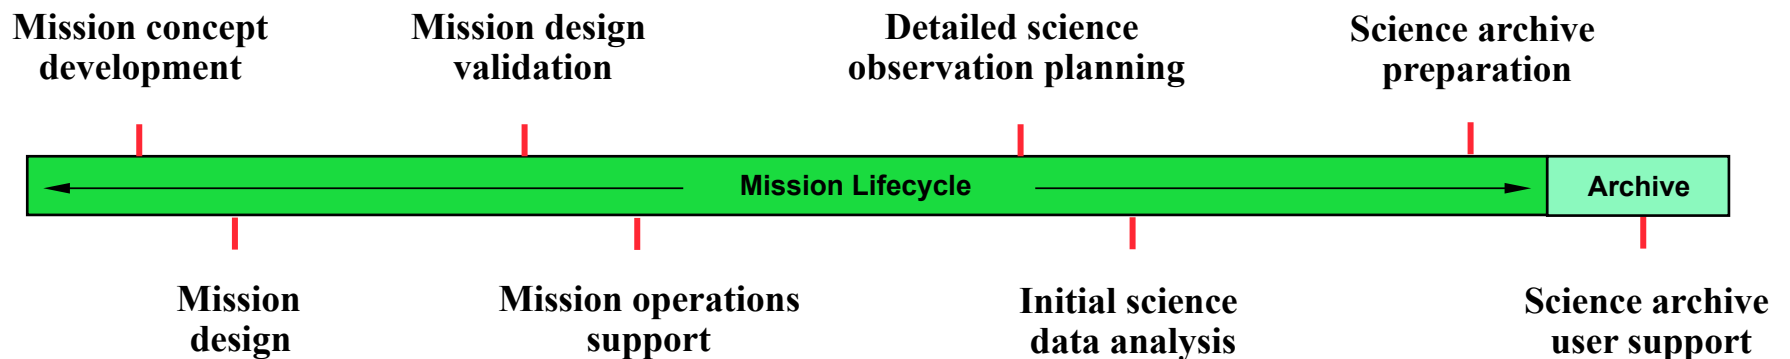 Mission concept
development
Mission design
validation
Detailed science
observation planning
Science archive
preparation
Mission Lifecycle
Archive
Mission
design
Mission operations
support
Initial science
data analysis
Science archive
user support